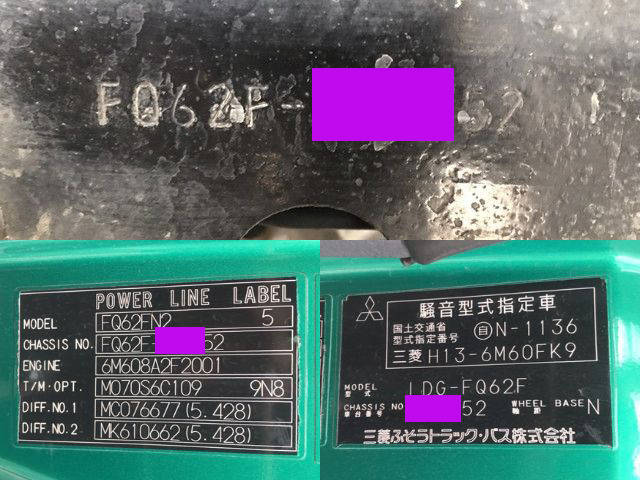 FQ62F- 52
POWER LINE LABEL
MODEL FQ62FN2 5
CHASSIS NO. FQ62F- 52
ENGINE 6M608A2F2001
T/M·OPT. M070S6C109 9N8
DIFF.NO.1 MC076677(5.428)
DIFF.NO.2 MK610662(5.428)
騒音型式指定車
国土交通省
型式指定番号 自N-1136
三菱 H13-6M60FK9
MODEL
型式 LDG-FQ62F
CHASSIS NO 52 WHEEL BASE N
車台番号 軸距
三菱ふそうトラック・バス株式会社